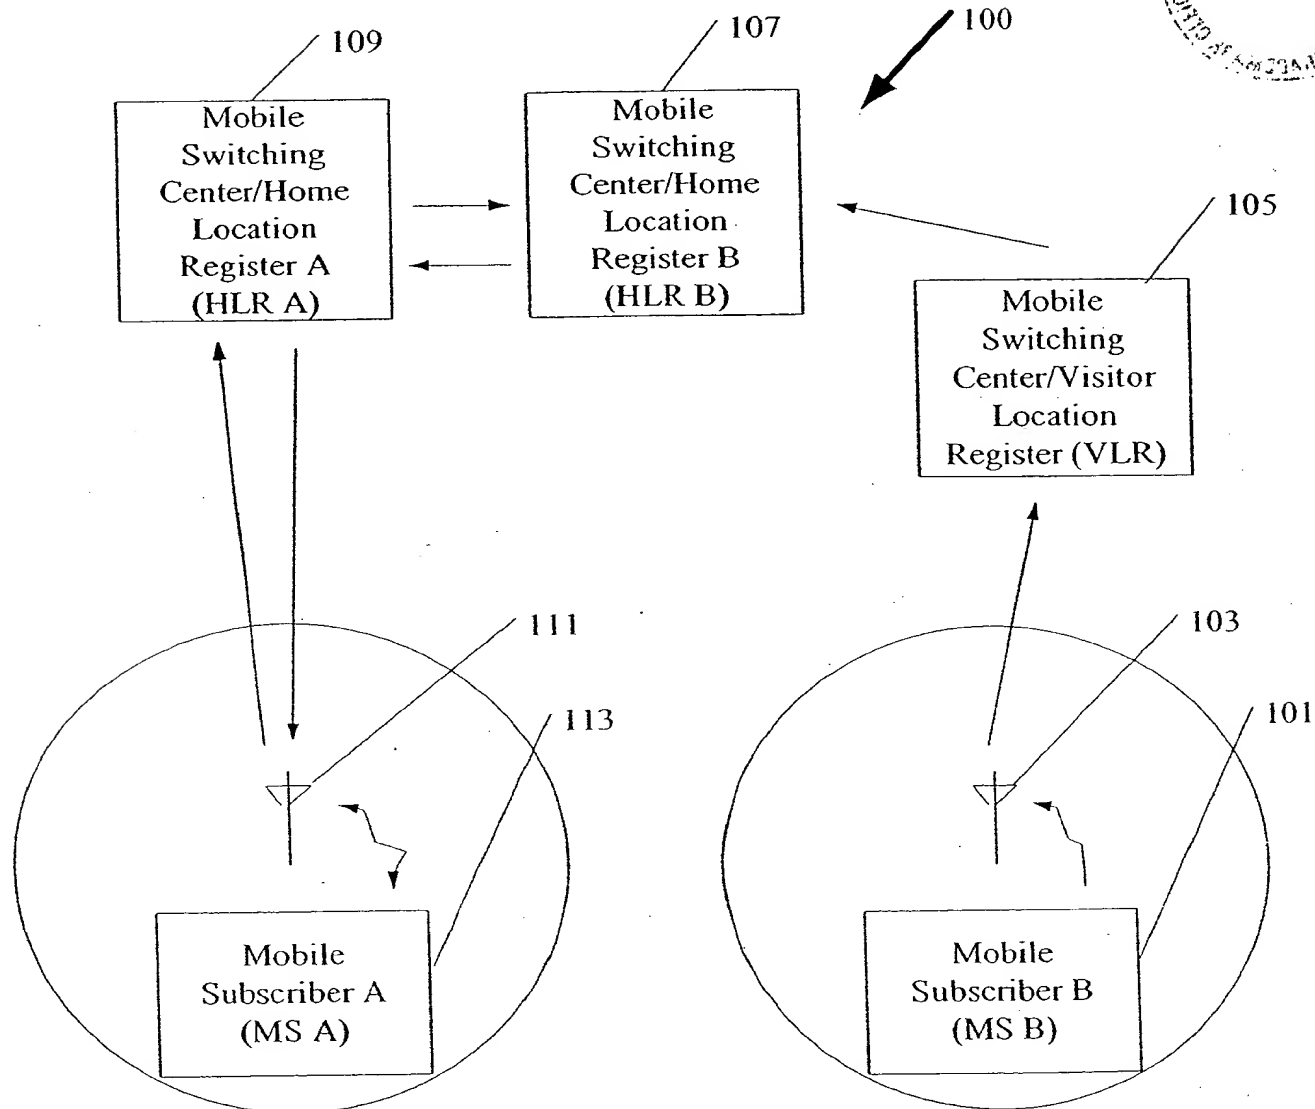 100
109
107
Mobile
Switching
Center/Home
Location
Register A
(HLR A)
Mobile
Switching
Center/Home
Location
Register B
(HLR B)
105
Mobile
Switching
Center/Visitor
Location
Register (VLR)
111
103
113
101
Mobile
Subscriber A
(MS A)
Mobile
Subscriber B
(MS B)